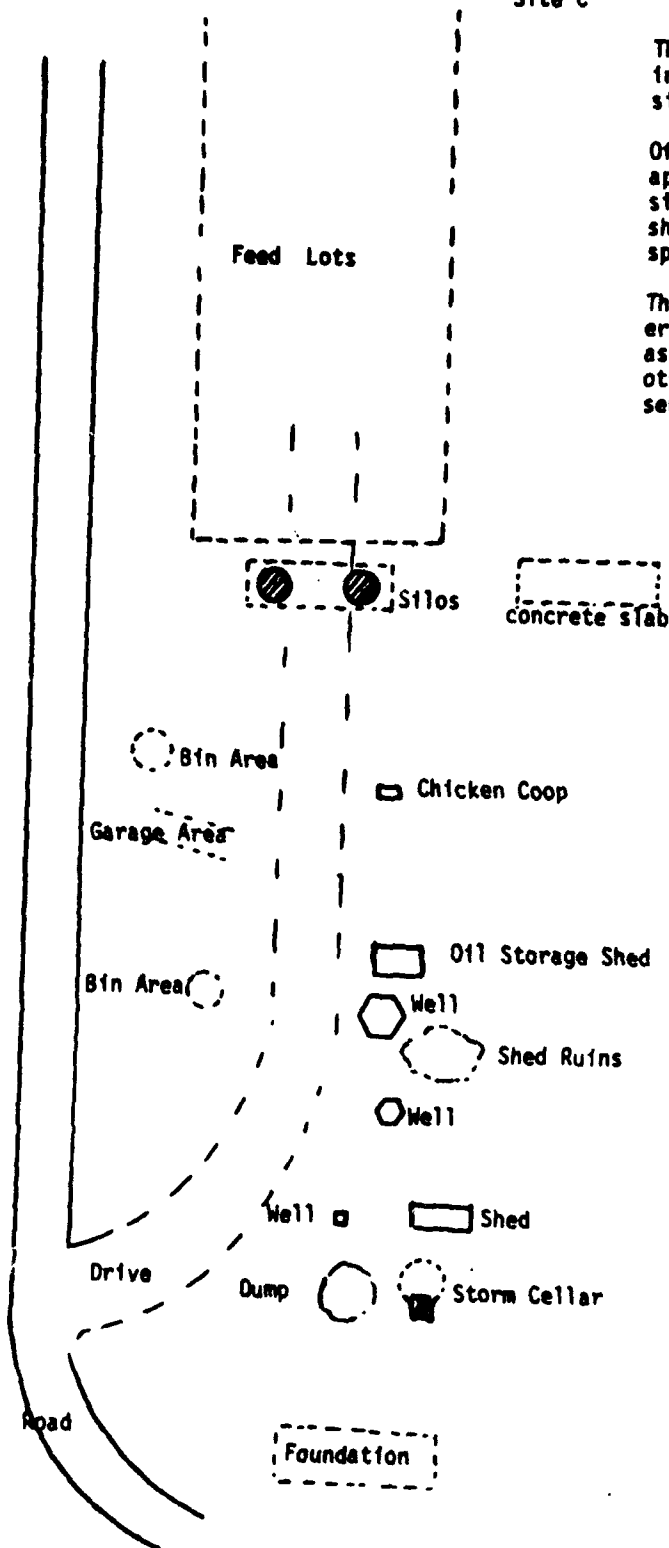 Site C
Feed Lots
Silos
concrete slab
Bin Area
Chicken Coop
Garage Area
Oil Storage Shed
Bin Area
Well
Shed Ruins
Well
Well
Shed
Drive
Dump
Storm Cellar
Road
Foundation